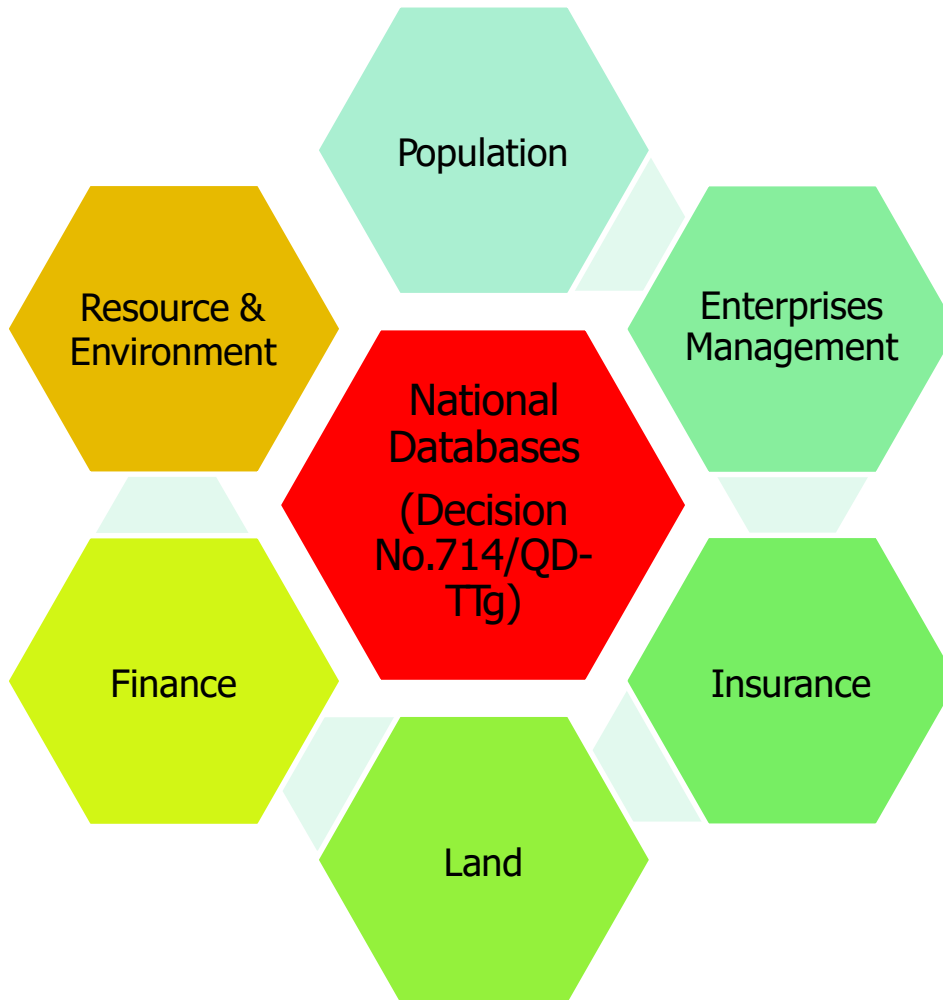 Population
Resource &
Environment
Enterprises
Management
National
Databases
(Decision
No.714/QD-
TTg)
Finance
Insurance
Land